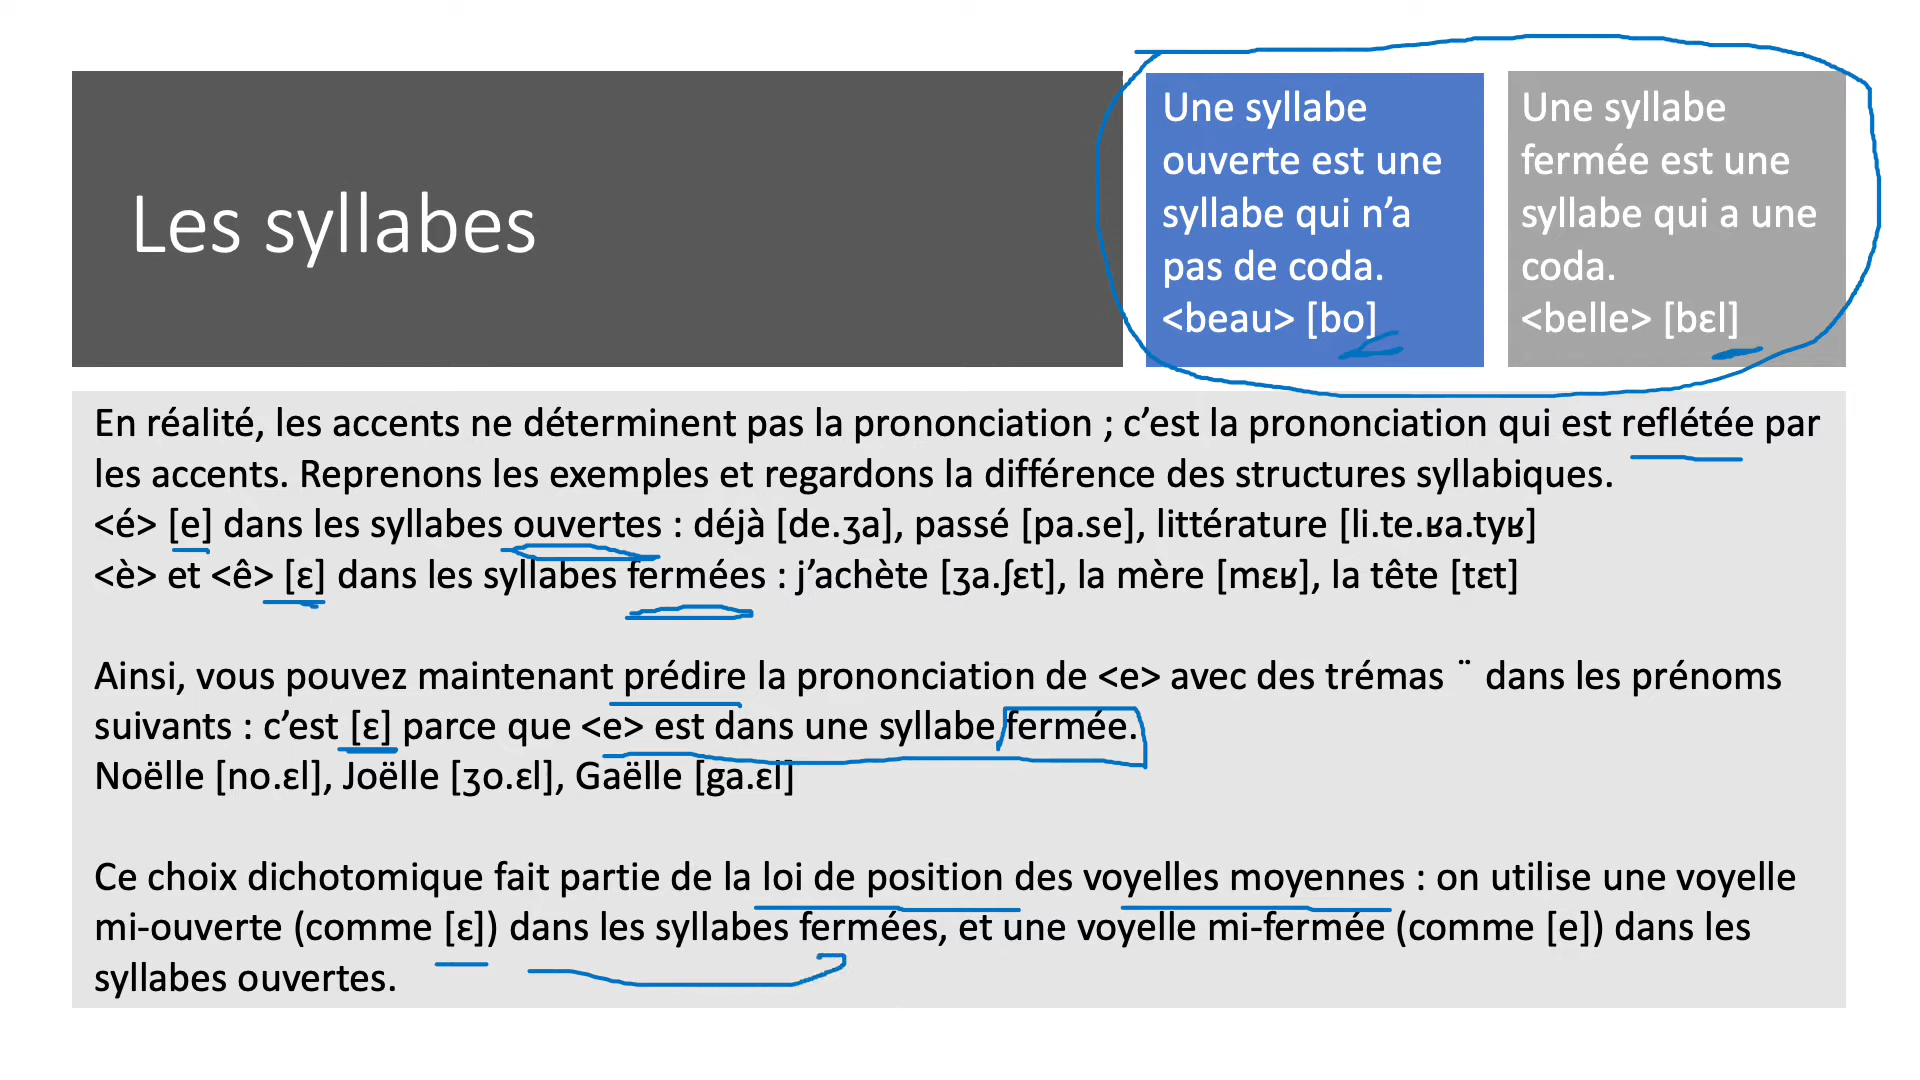 Les syllabes
Une syllabe
ouverte est une
syllabe qui n’a
pas de coda.
<beau> [bo]
Une syllabe
fermée est une
syllabe qui a une
coda.
<belle> [bɛl]
En réalité, les accents ne déterminent pas la prononciation ; c’est la prononciation qui est reflétée par
les accents. Reprenons les exemples et regardons la différence des structures syllabiques.
<é> [e] dans les syllabes ouvertes : déjà [de.ʒa], passé [pa.se], littérature [li.te.ʁa.tyʁ]
<è> et <ê> [ɛ] dans les syllabes fermées : j’achète [ʒa.ʃɛt], la mère [mɛʁ], la tête [tɛt]
Ainsi, vous pouvez maintenant prédire la prononciation de <e> avec des trémas ¨ dans les prénoms
suivants : c’est [ɛ] parce que <e> est dans une syllabe fermée.
Noëlle [no.ɛl], Joëlle [ʒo.ɛl], Gaëlle [ga.ɛl]
Ce choix dichotomique fait partie de la loi de position des voyelles moyennes : on utilise une voyelle
mi-ouverte (comme [ɛ]) dans les syllabes fermées, et une voyelle mi-fermée (comme [e]) dans les
syllabes ouvertes.